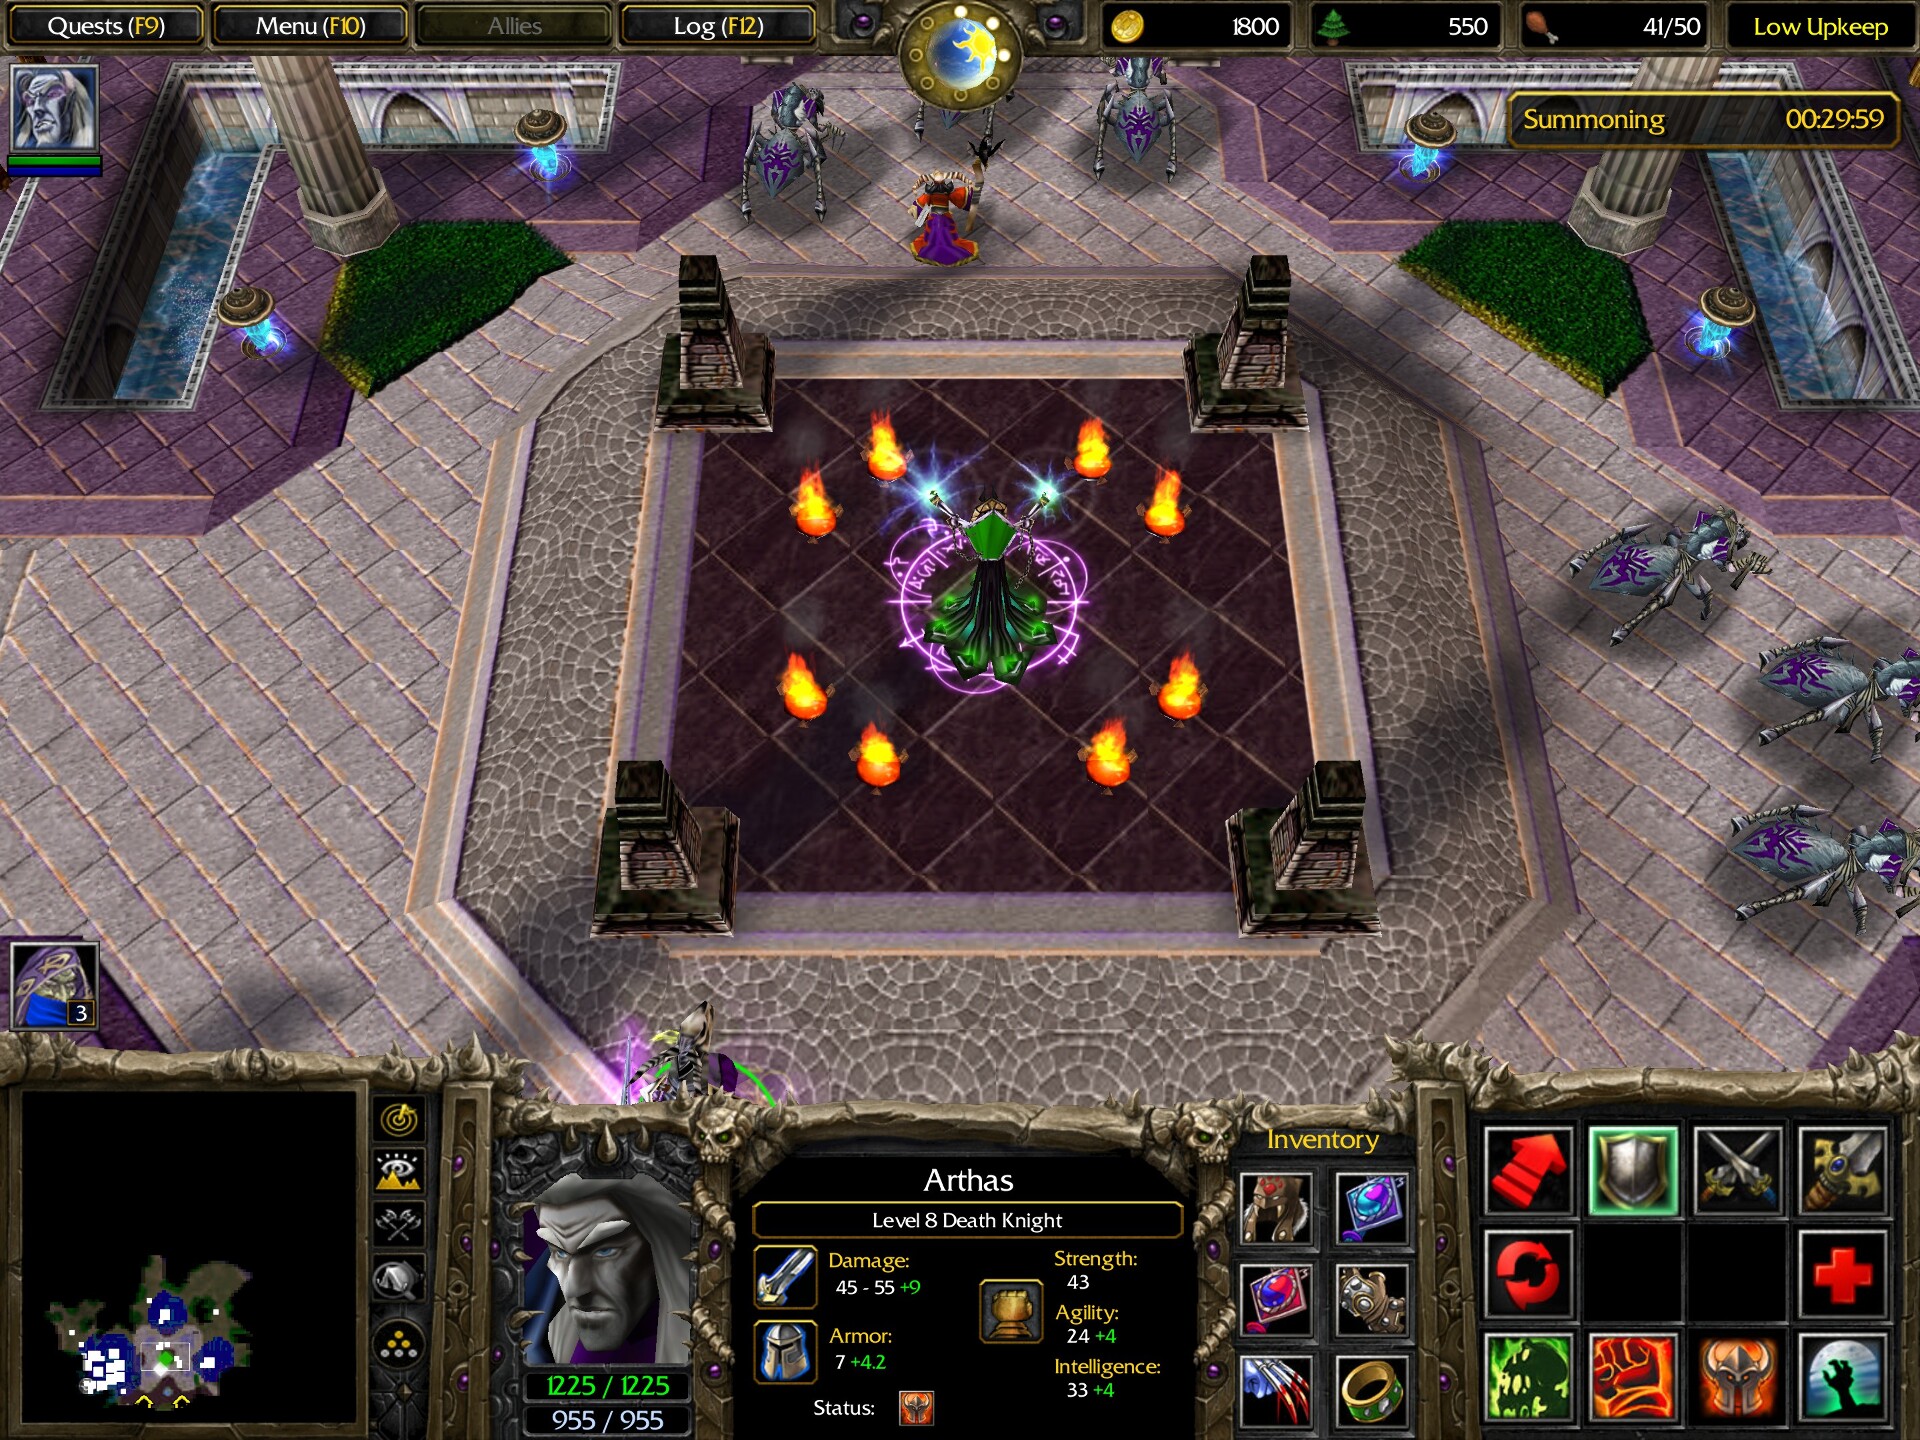 Quests (F9)
Menu (F10)
Allies
Log (F12)
1800
550
41/50
Low Upkeep
Summoning 00:29:59
3
Inventory
Arthas
Level 8 Death Knight
Damage:
45 - 55 +9
Armor:
7 +4.2
Status:
Strength:
43
Agility:
24 +4
Intelligence:
33 +4
1225 / 1225
955 / 955